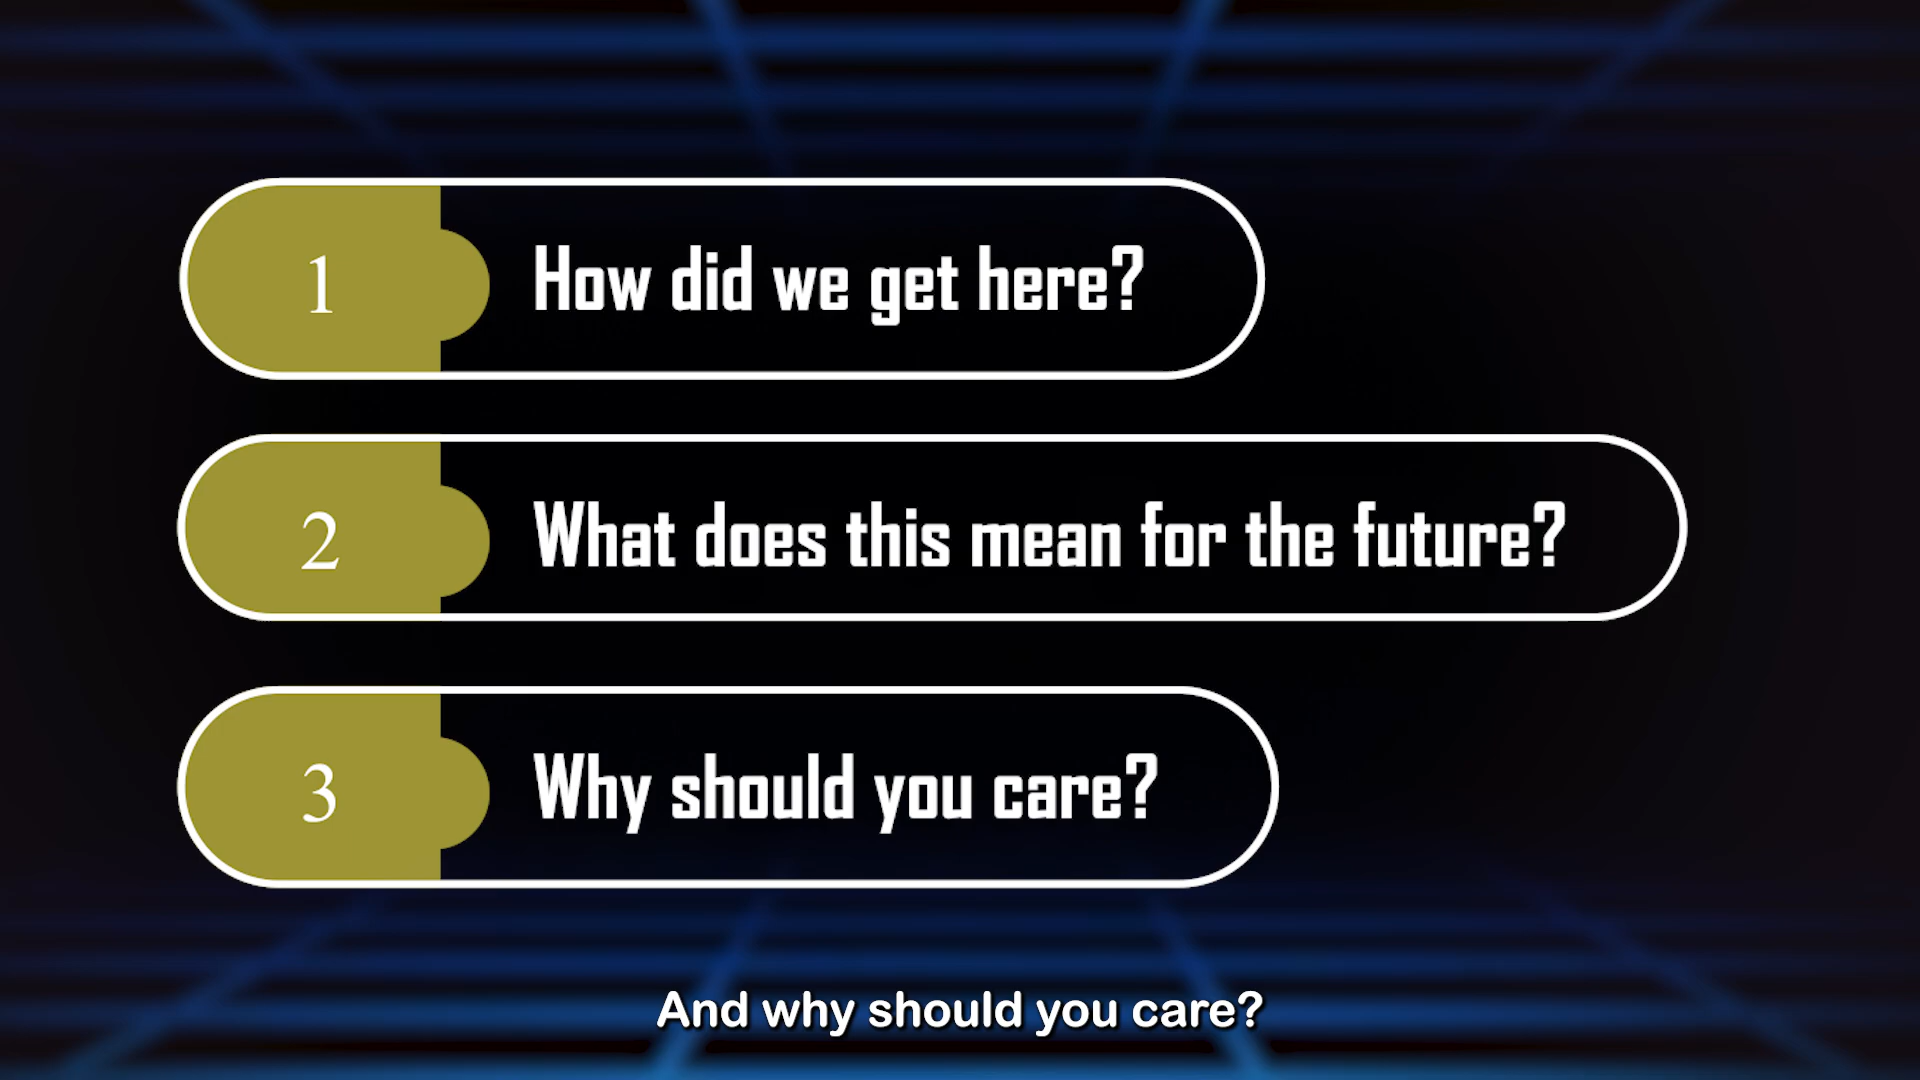 1 How did we get here?
2 What does this mean for the future?
3 Why should you care?
And why should you care?